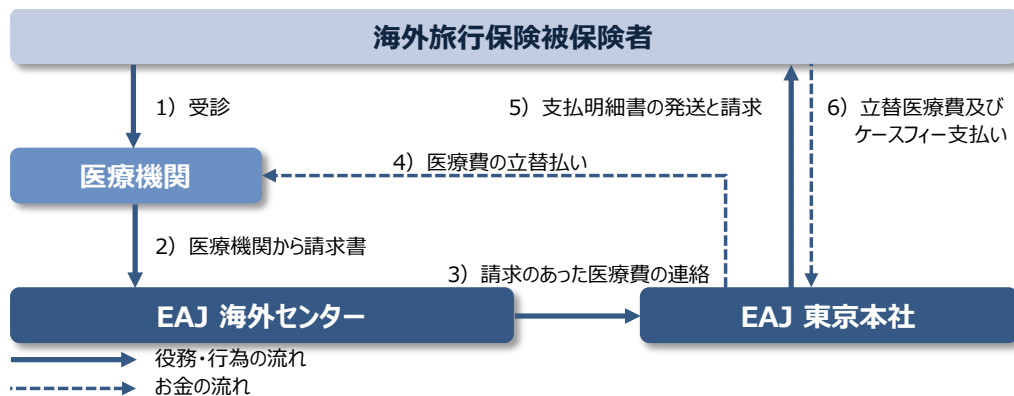 海外旅行保険被保険者
1) 受診
5) 支払明細書の発送と請求
6) 立替医療費及び
ケースフィー支払い
4) 医療費の立替払い
医療機関
2) 医療機関から請求書
3) 請求のあった医療費の連絡
EAJ 海外センター
EAJ 東京本社
役務・行為の流れ
お金の流れ